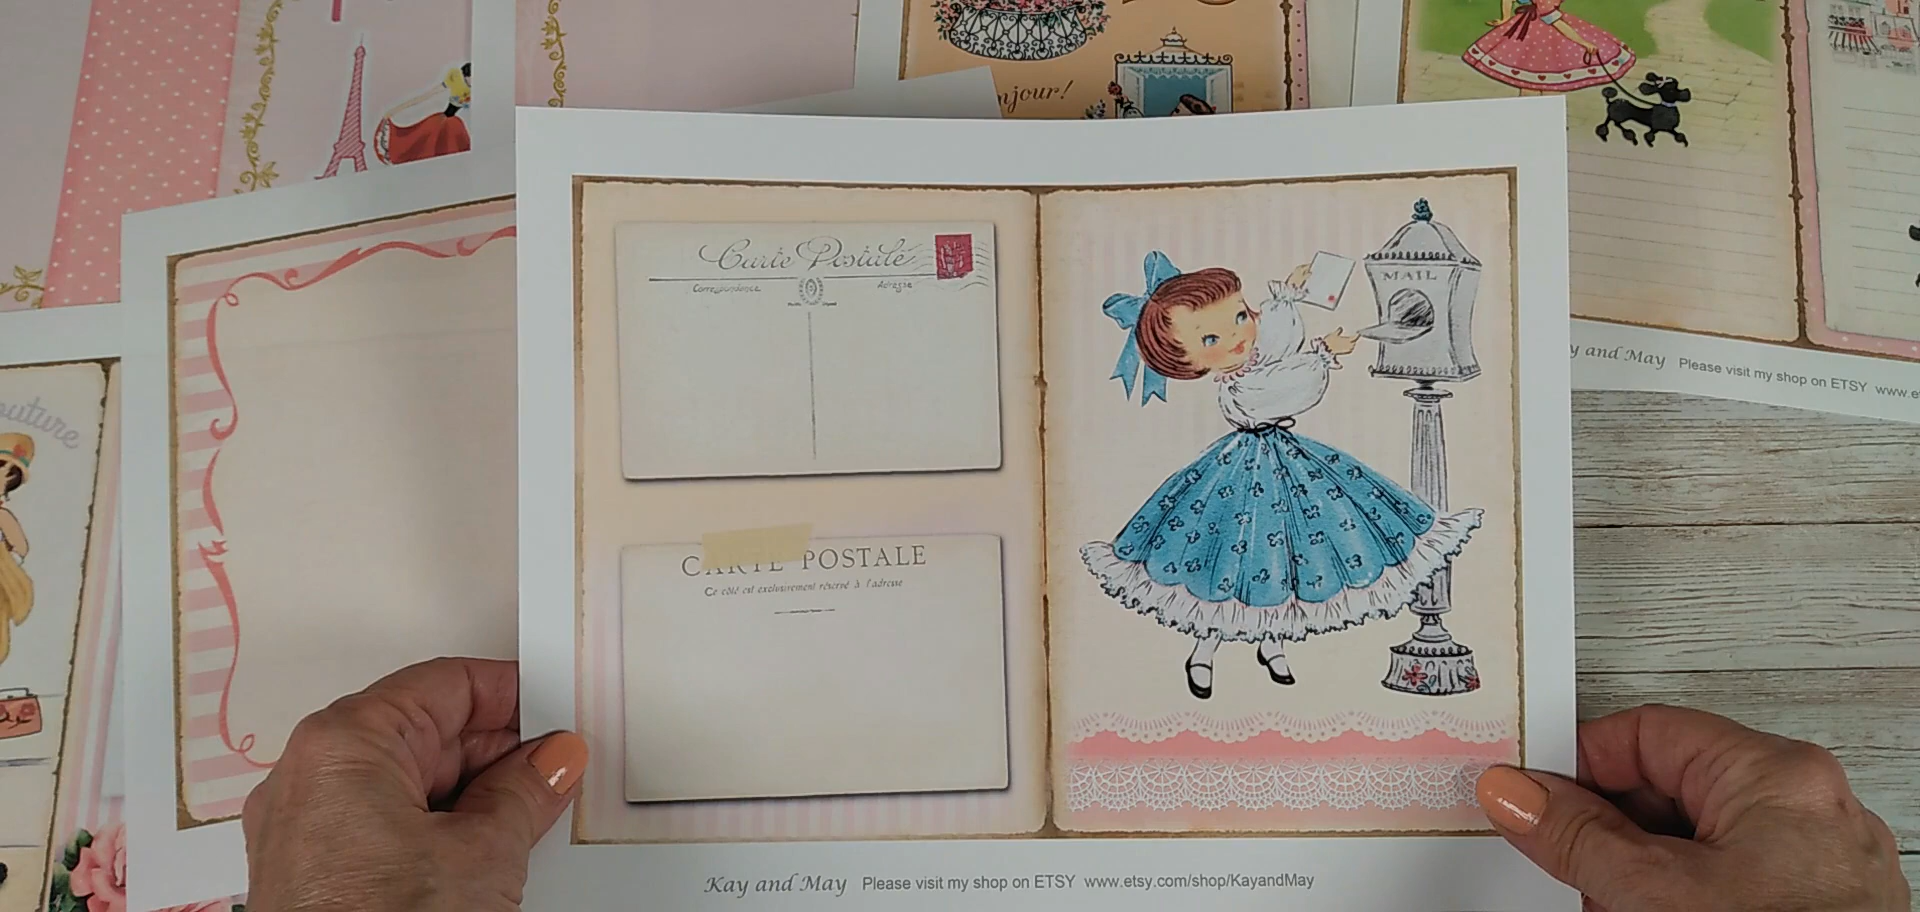 njour!
outure
Carte Postale
Correspondance
Adresse
CARTE POSTALE
Ce côté est exclusivement réservé à l'adresse
MAIL
y and May Please visit my shop on ETSY www.e
Kay and May Please visit my shop on ETSY www.etsy.com/shop/KayandMay